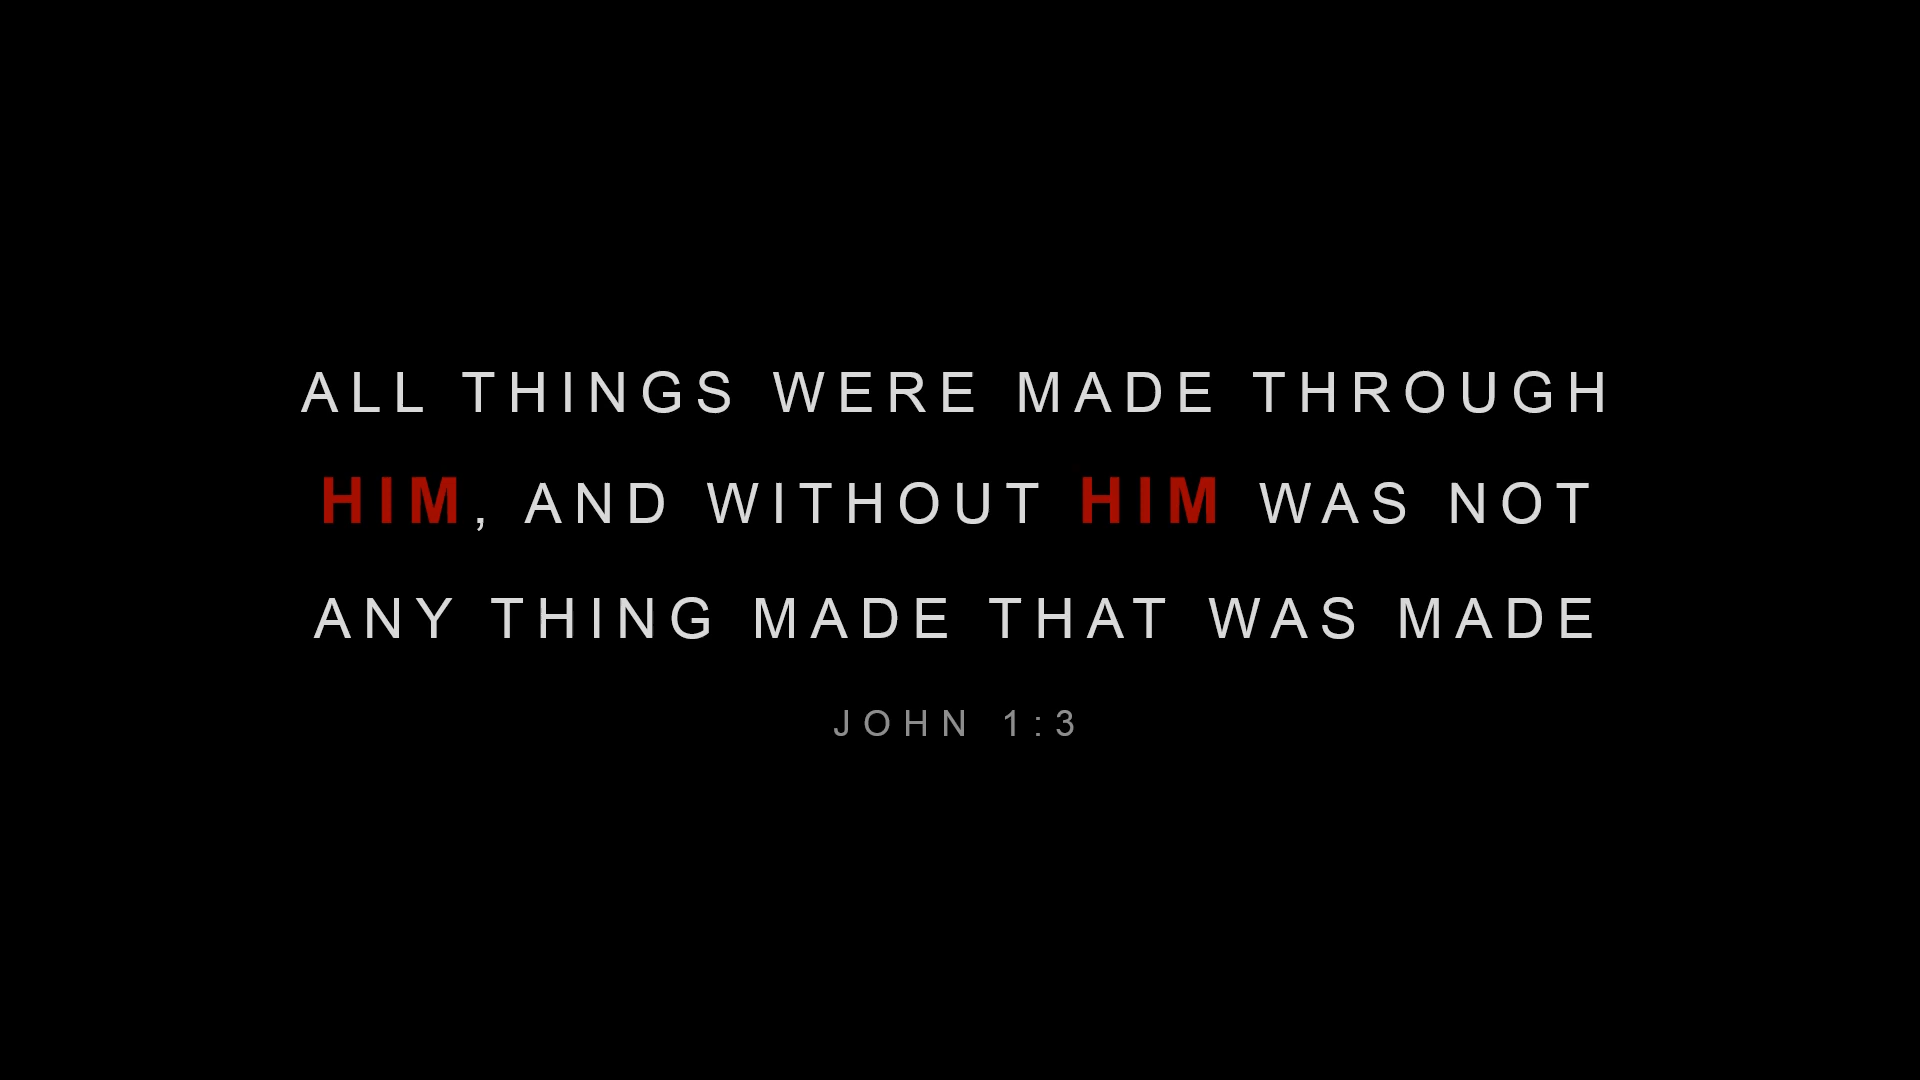 ALL THINGS WERE MADE THROUGH
HIM, AND WITHOUT HIM WAS NOT
ANY THING MADE THAT WAS MADE
JOHN 1:3